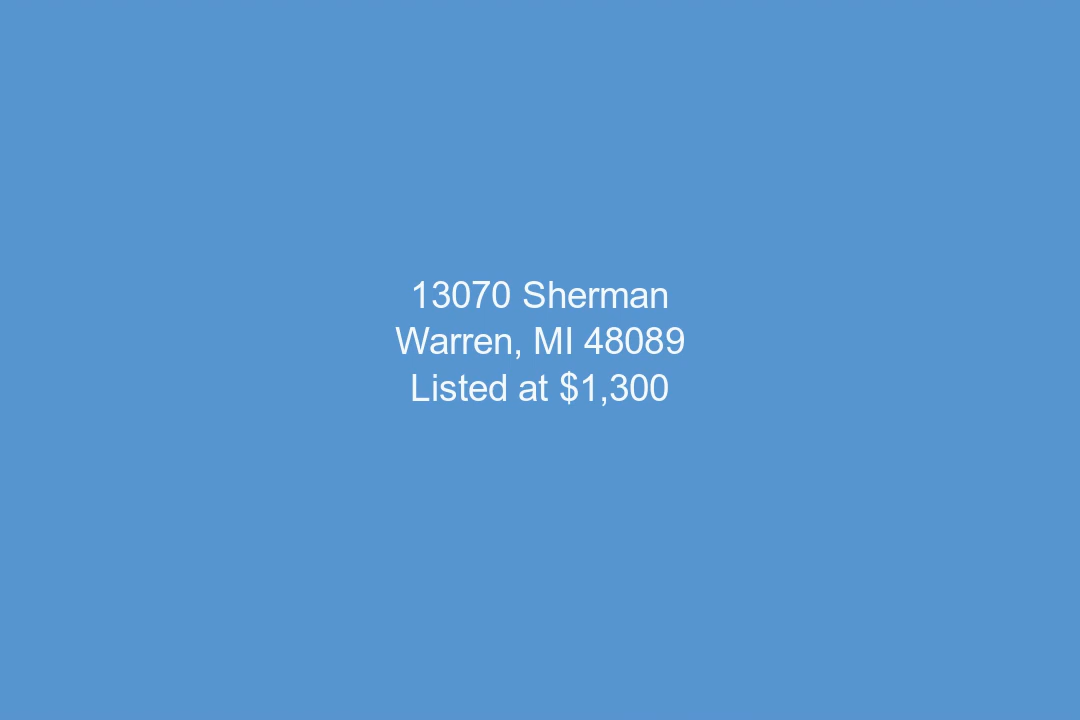 13070 Sherman
Warren, MI 48089
Listed at $1,300